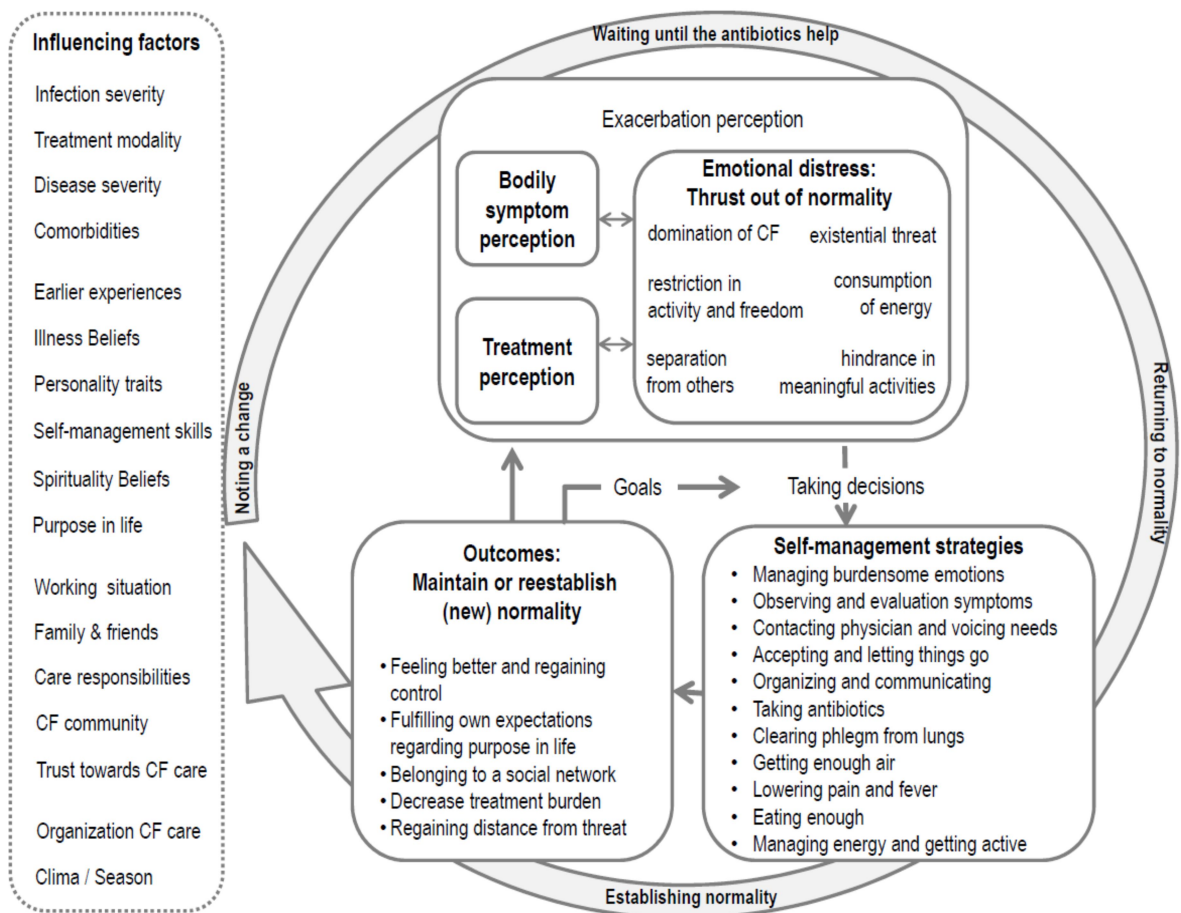 Influencing factors
Infection severity
Treatment modality
Disease severity
Comorbidities
Earlier experiences
Illness Beliefs
Personality traits
Self-management skills
Spirituality Beliefs
Purpose in life
Working situation
Family & friends
Care responsibilities
CF community
Trust towards CF care
Organization CF care
Clima / Season
Noting a change
Waiting until the antibiotics help
Returning to normality
Establishing normality
Exacerbation perception
Bodily
symptom
perception
Treatment
perception
Emotional distress:
Thrust out of normality
domination of CF
existential threat
restriction in
activity and freedom
consumption
of energy
separation
from others
hindrance in
meaningful activities
Goals
Taking decisions
Outcomes:
Maintain or reestablish
(new) normality
• Feeling better and regaining
control
• Fulfilling own expectations
regarding purpose in life
• Belonging to a social network
• Decrease treatment burden
• Regaining distance from threat
Self-management strategies
• Managing burdensome emotions
• Observing and evaluation symptoms
• Contacting physician and voicing needs
• Accepting and letting things go
• Organizing and communicating
• Taking antibiotics
• Clearing phlegm from lungs
• Getting enough air
• Lowering pain and fever
• Eating enough
• Managing energy and getting active